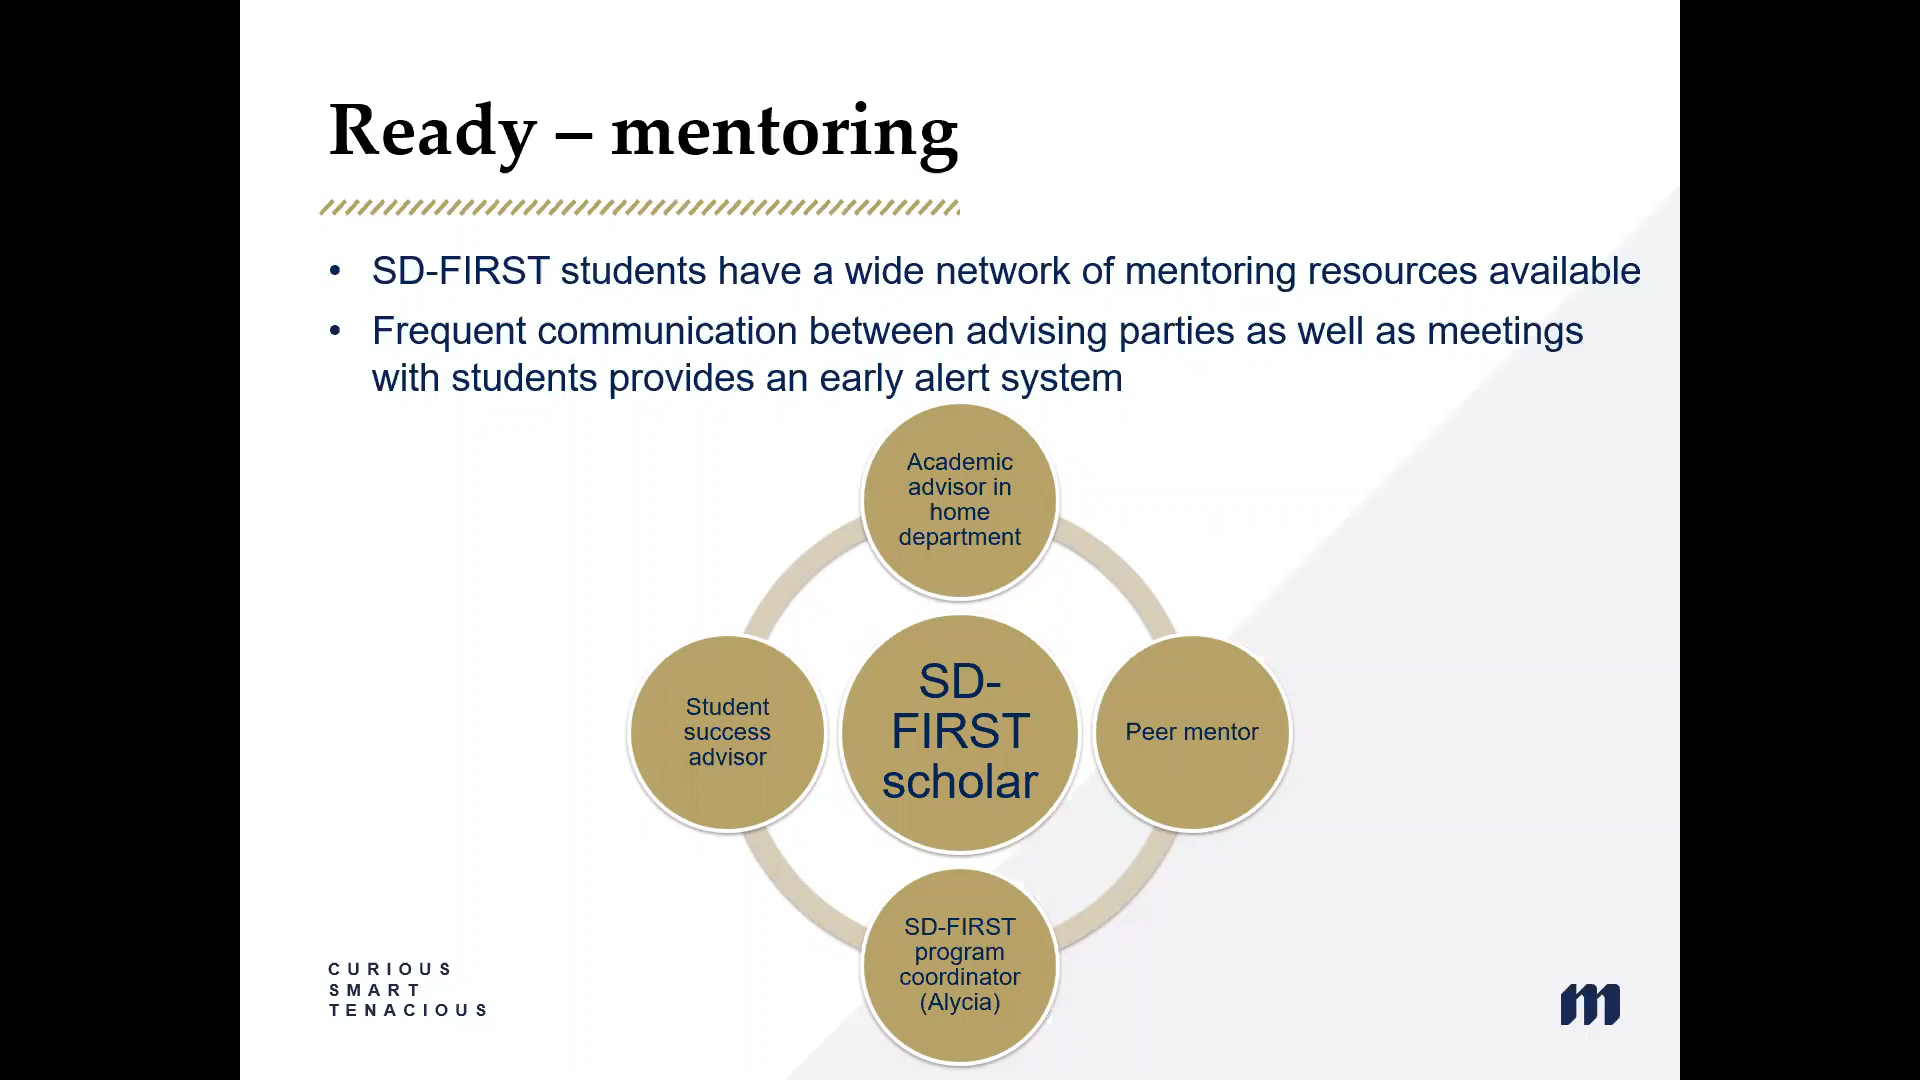 Ready – mentoring
• SD-FIRST students have a wide network of mentoring resources available
• Frequent communication between advising parties as well as meetings
with students provides an early alert system
Academic
advisor in
home
department
Student
success
advisor
SD-
FIRST
scholar
Peer mentor
SD-FIRST
program
coordinator
(Alycia)
CURIOUS
SMART
TENACIOUS
m